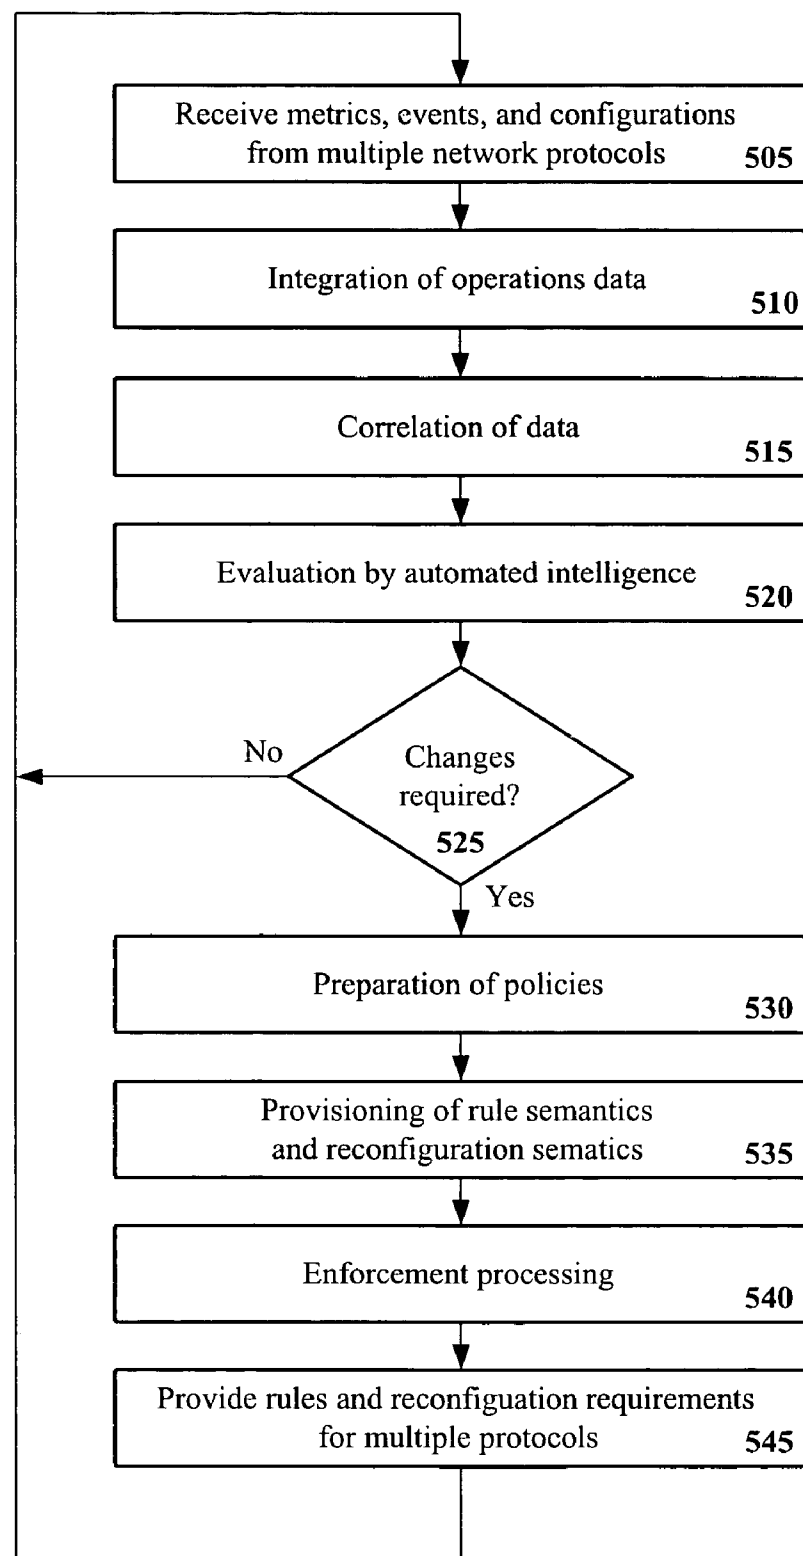 Receive metrics, events, and configurations
from multiple network protocols
505
Integration of operations data
510
Correlation of data
515
Evaluation by automated intelligence
520
No
Changes
required?
525
Yes
Preparation of policies
530
Provisioning of rule semantics
and reconfiguration sematics
535
Enforcement processing
540
Provide rules and reconfiguation requirements
for multiple protocols
545